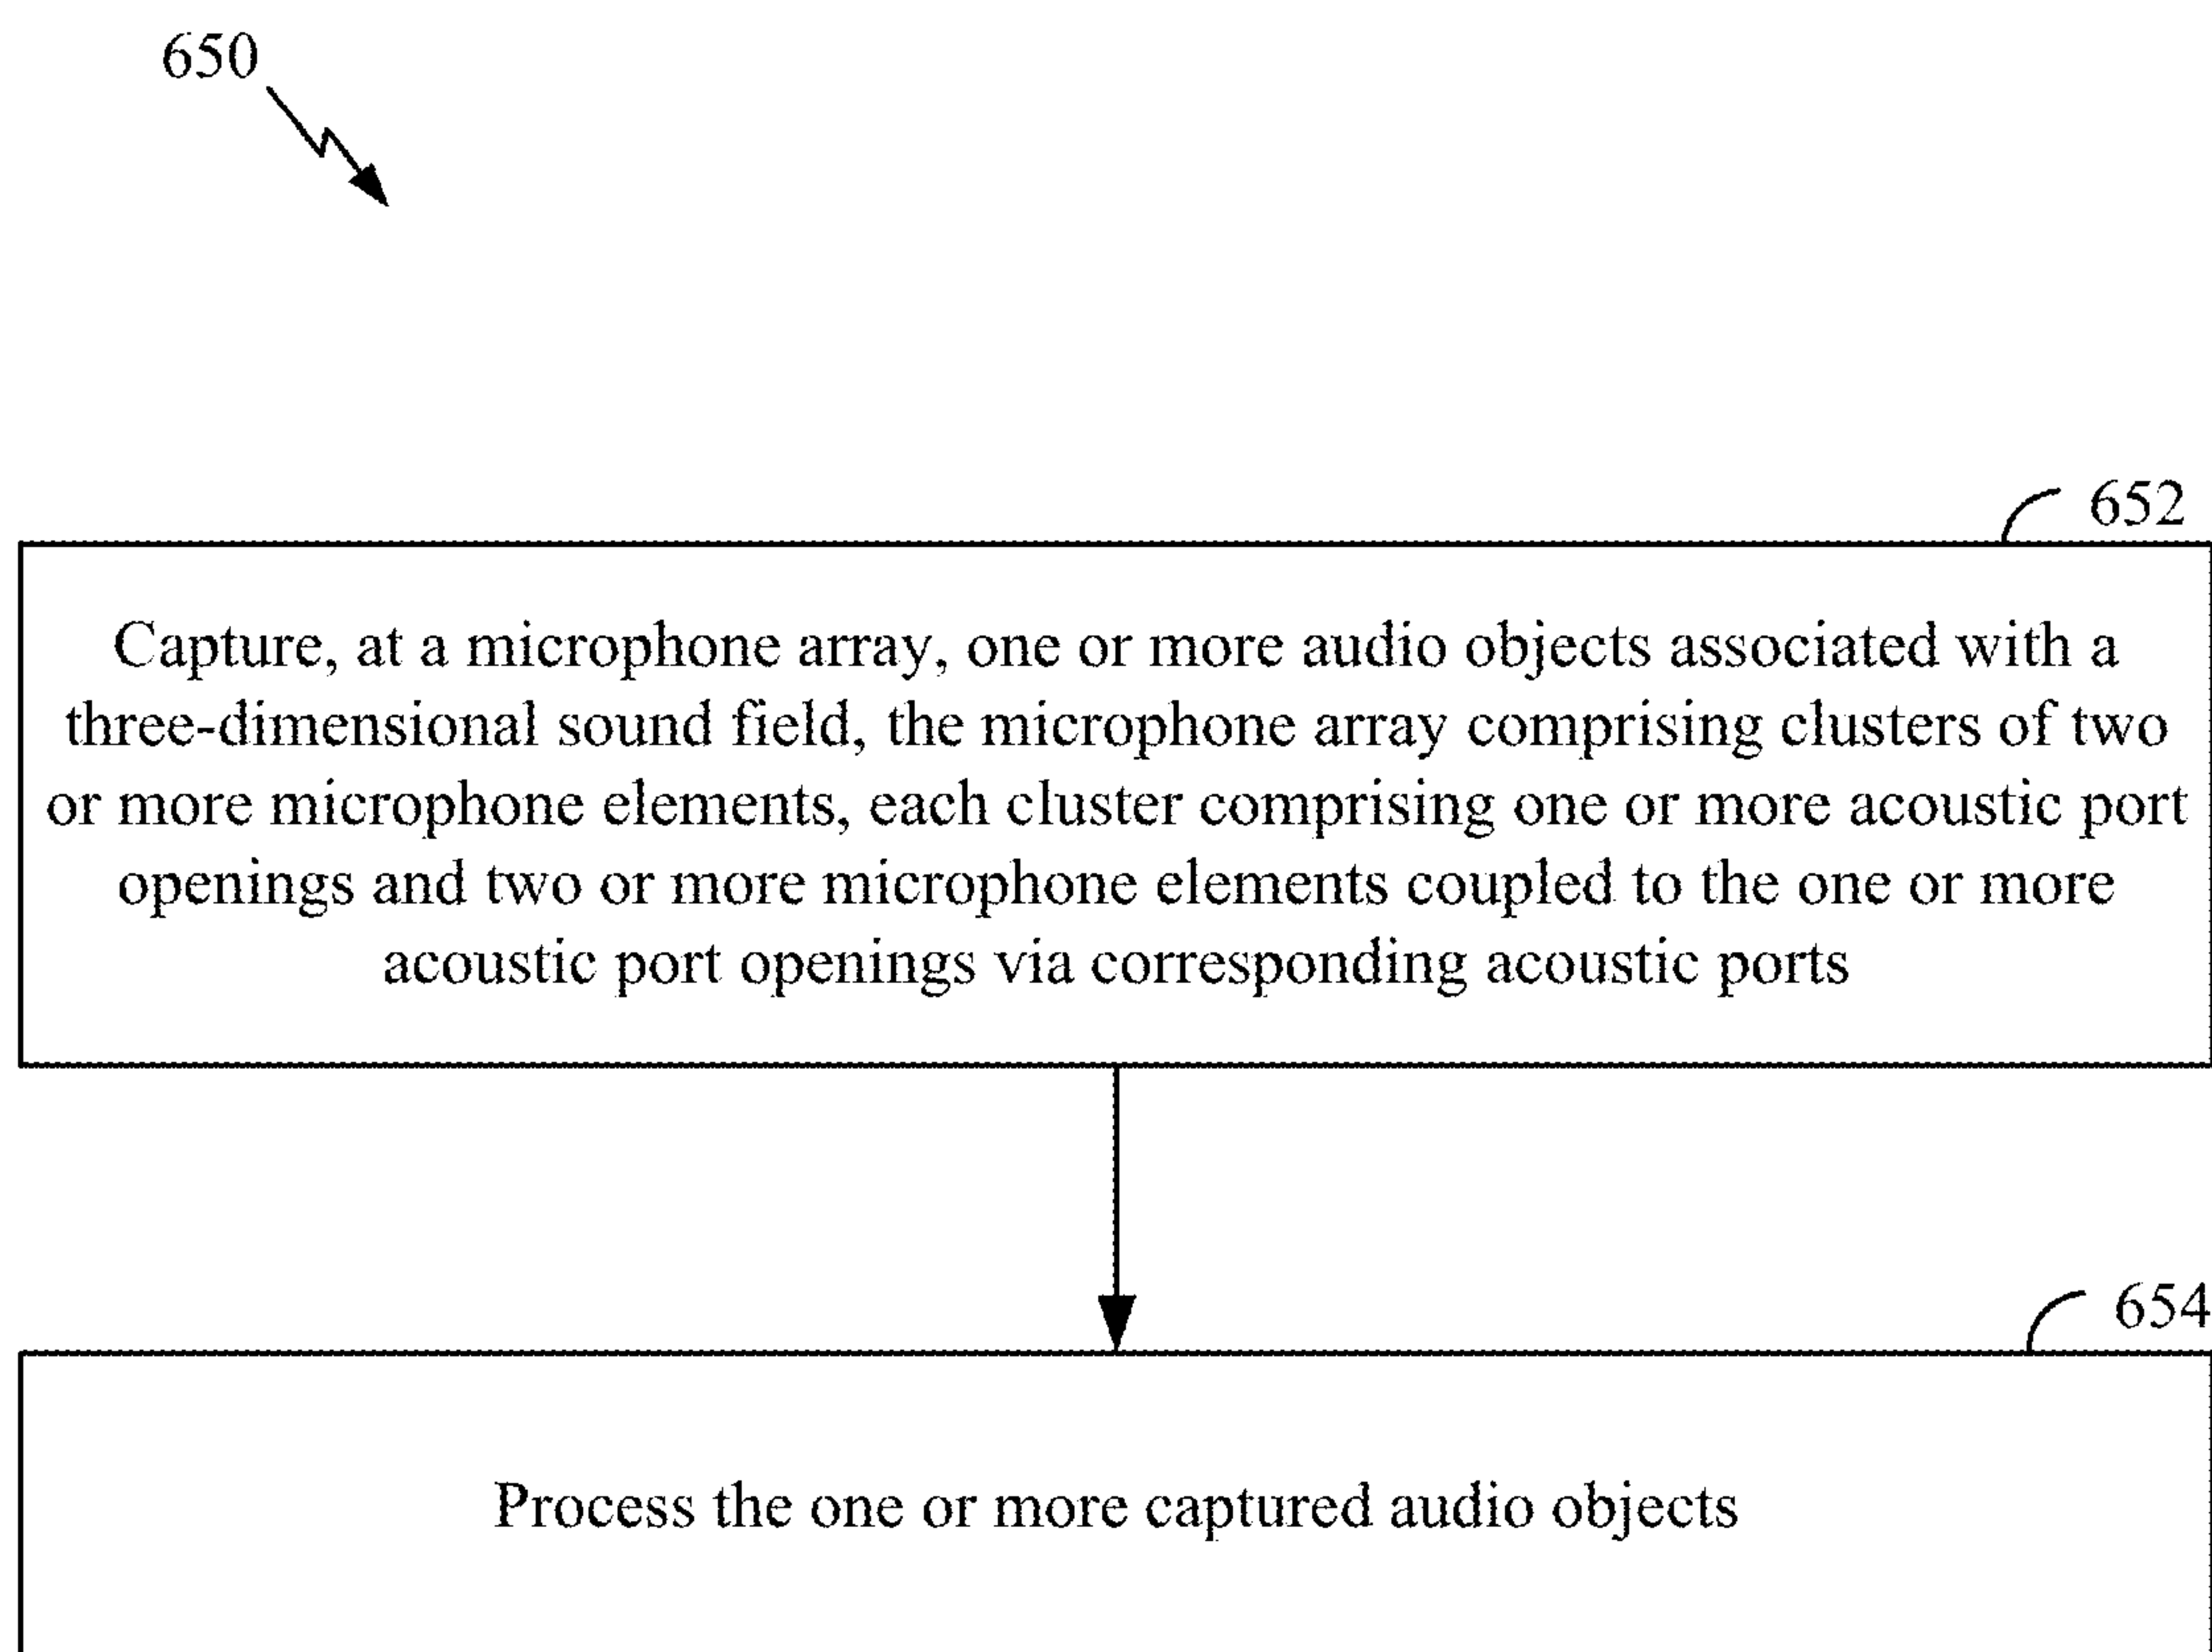 650
652
Capture, at a microphone array, one or more audio objects associated with a
three-dimensional sound field, the microphone array comprising clusters of two
or more microphone elements, each cluster comprising one or more acoustic port
openings and two or more microphone elements coupled to the one or more
acoustic port openings via corresponding acoustic ports
654
Process the one or more captured audio objects